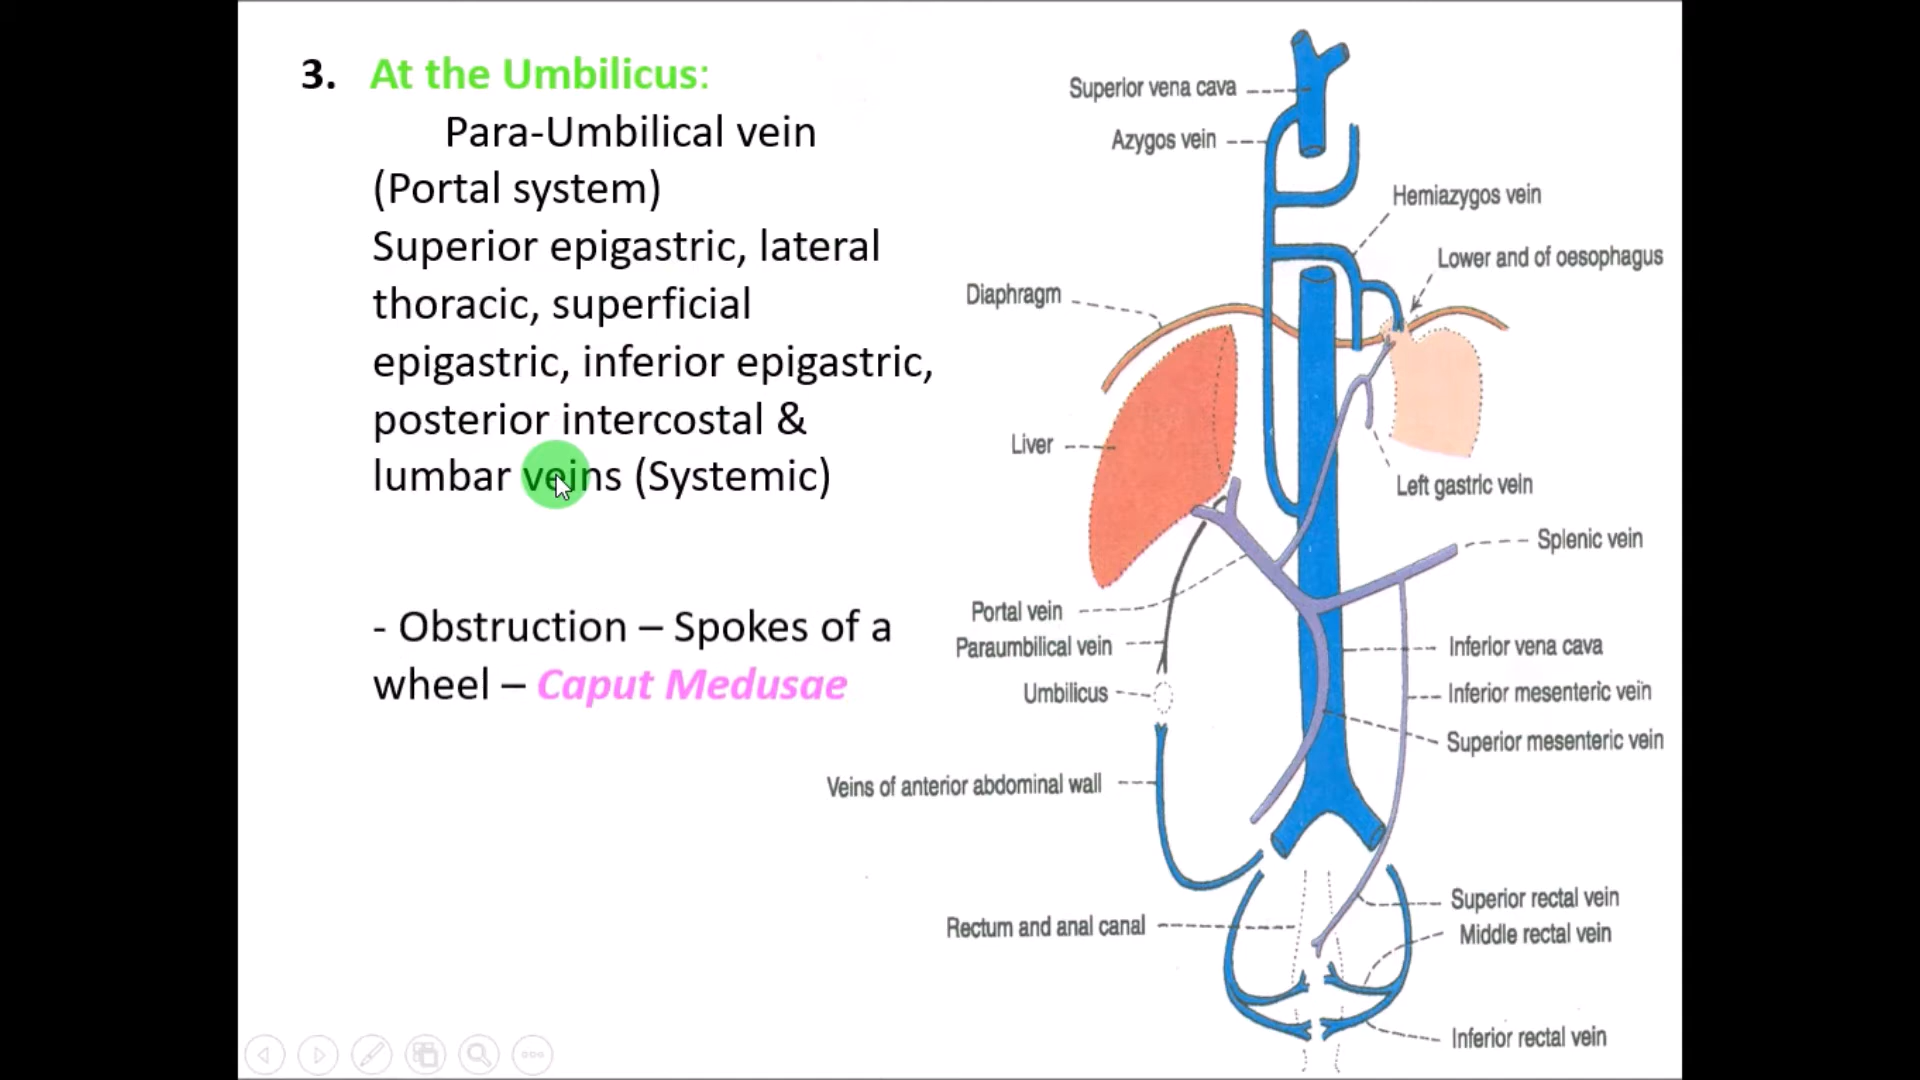 3. At the Umbilicus:
Para-Umbilical vein
(Portal system)
Superior epigastric, lateral
thoracic, superficial
epigastric, inferior epigastric,
posterior intercostal &
lumbar veins (Systemic)
- Obstruction – Spokes of a
wheel – Caput Medusae
Superior vena cava
Azygos vein
Hemiazygos vein
Lower and of oesophagus
Diaphragm
Liver
Left gastric vein
Splenic vein
Portal vein
Paraumbilical vein
Umbilicus
Inferior vena cava
Inferior mesenteric vein
Superior mesenteric vein
Veins of anterior abdominal wall
Rectum and anal canal
Superior rectal vein
Middle rectal vein
Inferior rectal vein